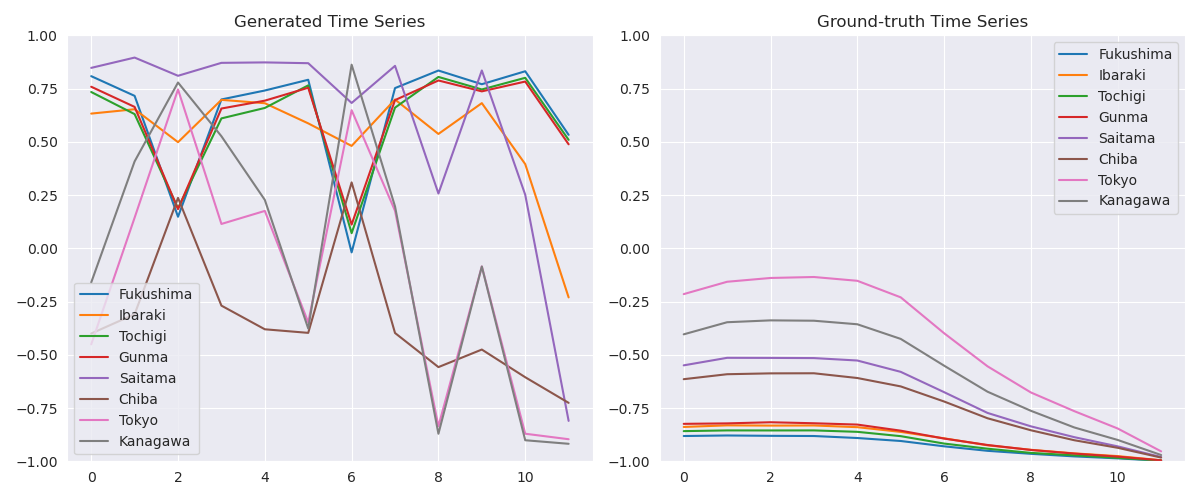 Generated Time Series
1.00
0.75
0.50
0.25
0.00
−0.25
−0.50
−0.75
−1.00
0 2 4 6 8 10
Fukushima
Ibaraki
Tochigi
Gunma
Saitama
Chiba
Tokyo
Kanagawa
Ground-truth Time Series
1.00
0.75
0.50
0.25
0.00
−0.25
−0.50
−0.75
−1.00
0 2 4 6 8 10
Fukushima
Ibaraki
Tochigi
Gunma
Saitama
Chiba
Tokyo
Kanagawa